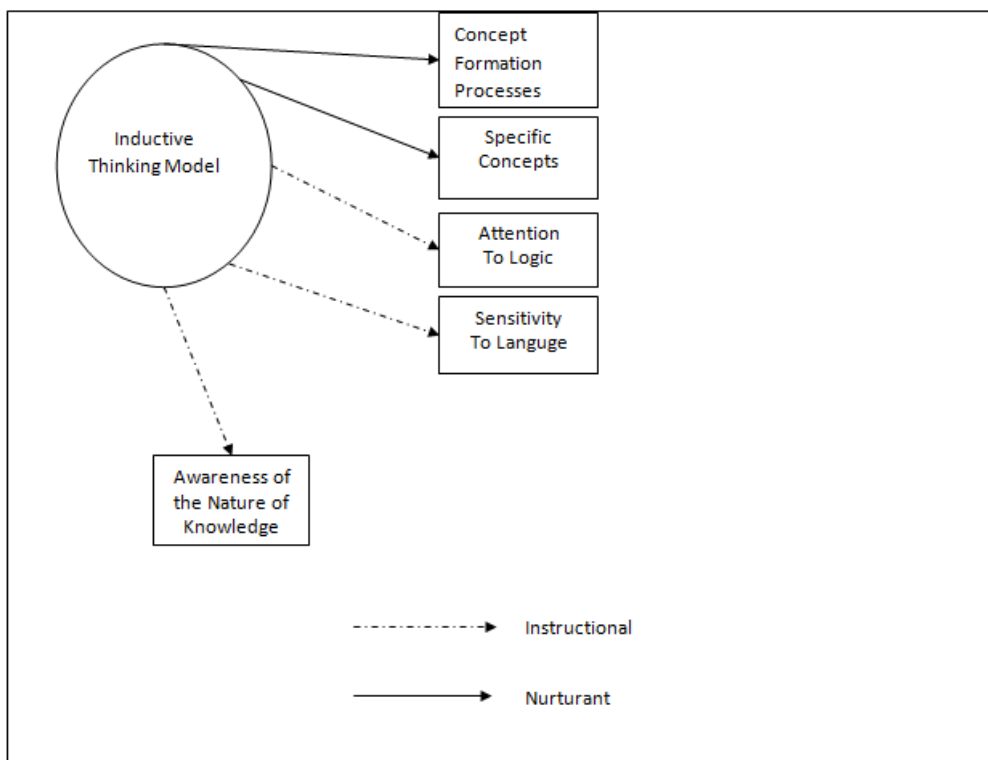 Inductive
Thinking Model
Concept
Formation
Processes
Specific
Concepts
Attention
To Logic
Sensitivity
To Languge
Awareness of
the Nature of
Knowledge
Instructional
Nurturant